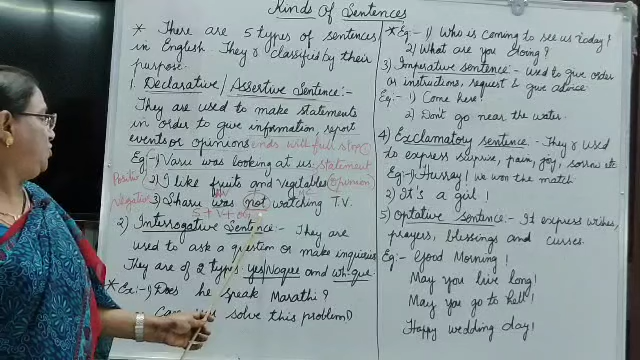 Kinds Of Sentences
* There are 5 types of sentences
in English. They r classified by their
purpose.
1. Declarative/Assertive Sentence:-
They are used to make statements
in order to give information, report
events or opinions ends with full stop
Eg:-1) Vasu was looking at us statement
Positive 2) I like fruits and vegetables opinion
Negative 3) Sharu was not watching T.V.
S + V + Obj
2) Interrogative Sentence:- They are
used to ask a question or make inquiries
They are of 2 types yes/No que and wh-que
* Ex:-1) Does he speak Marathi?
solve this problem
* Eg:- 1) Who is coming to see us today?
2) What are you doing?
3) Imperative sentence:- used to give order
or instructions, request & give advice
Eg:- 1) Come here!
2) Don't go near the water.
4) Exclamatory sentence:- They r used
to express surprise, pain, joy, sorrow etc
Eg:-1) Hurray! we won the match
2) It's a girl!
5) Optative sentence:- It express wishes,
prayers, blessings and curses.
Eg:- Good Morning!
May you live long!
May you go to hell!
Happy wedding day!